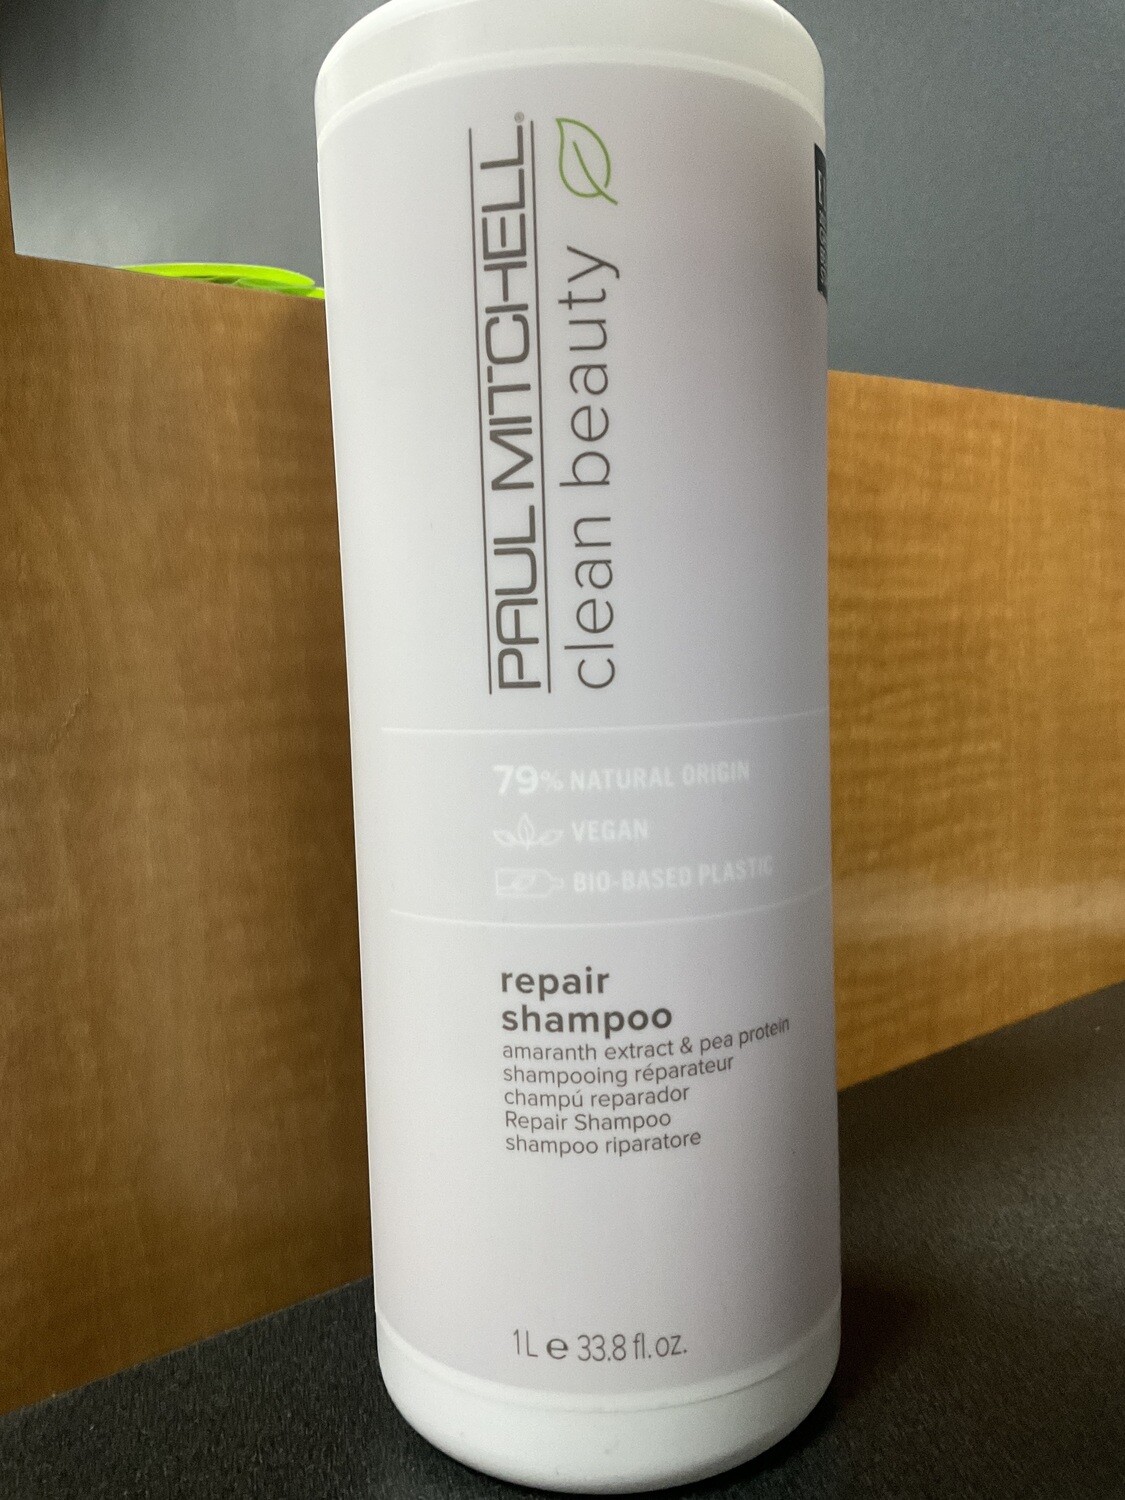 PAUL MITCHELL®
clean beauty
79% NATURAL ORIGIN
VEGAN
BIO-BASED PLASTIC
repair
shampoo
amaranth extract & pea protein
shampooing réparateur
champú reparador
Repair Shampoo
shampoo riparatore
1L e 33.8 fl. oz.